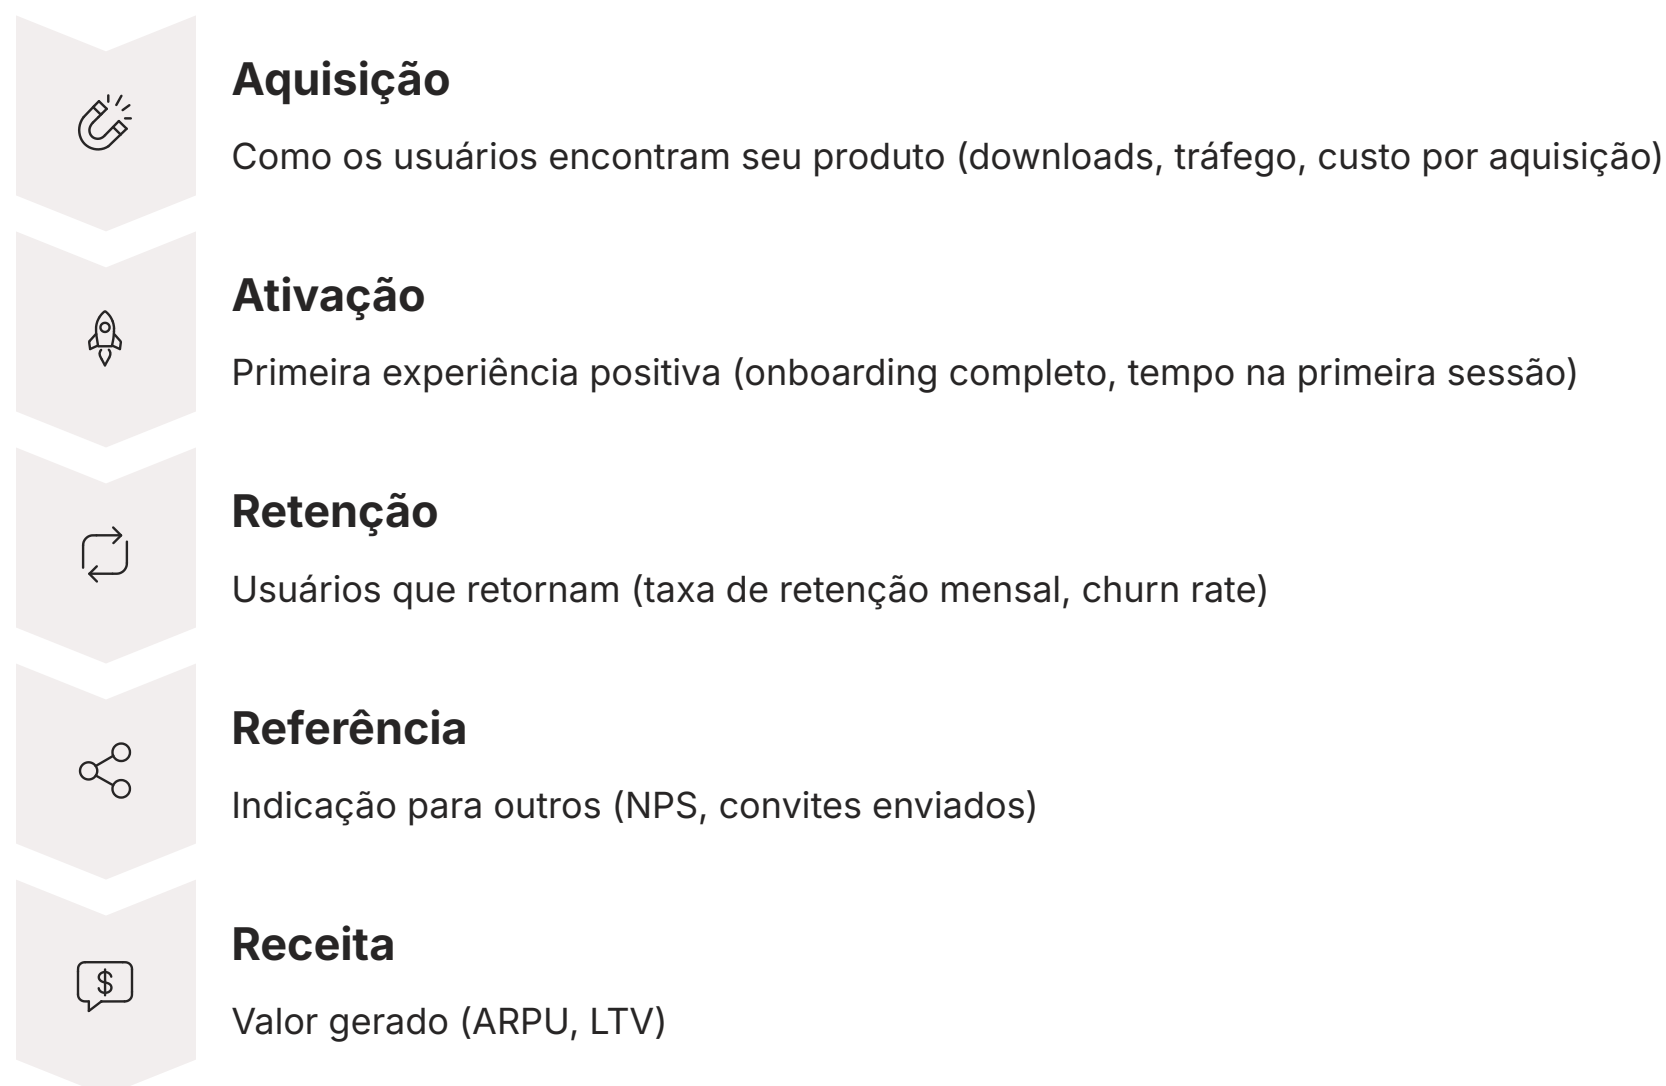 Aquisição
Como os usuários encontram seu produto (downloads, tráfego, custo por aquisição)
Ativação
Primeira experiência positiva (onboarding completo, tempo na primeira sessão)
Retenção
Usuários que retornam (taxa de retenção mensal, churn rate)
Referência
Indicação para outros (NPS, convites enviados)
$
Receita
Valor gerado (ARPU, LTV)